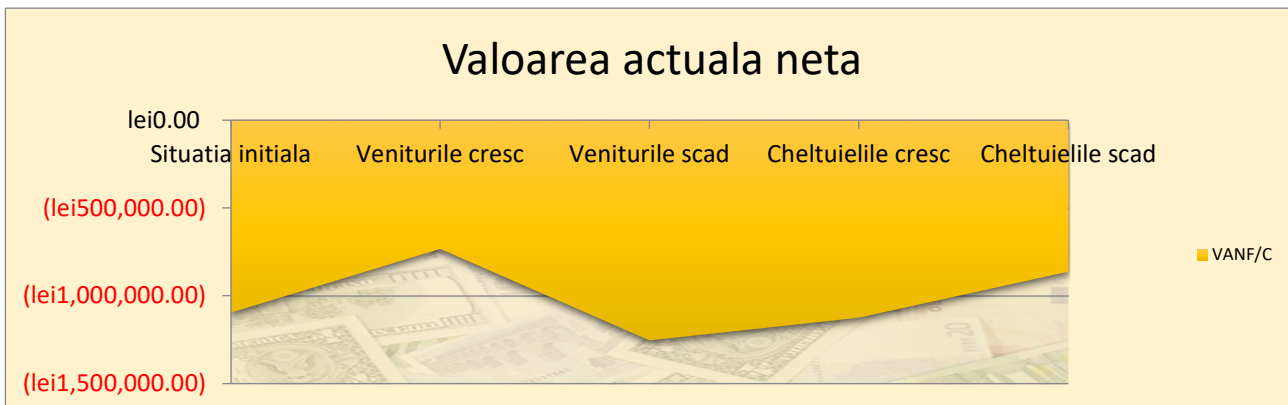 Valoarea actuala neta
lei0.00
Situatia initiala Veniturile cresc Veniturile scad Cheltuielile cresc Cheltuielile scad
(lei500,000.00)
VANF/C
(lei1,000,000.00)
(lei1,500,000.00)